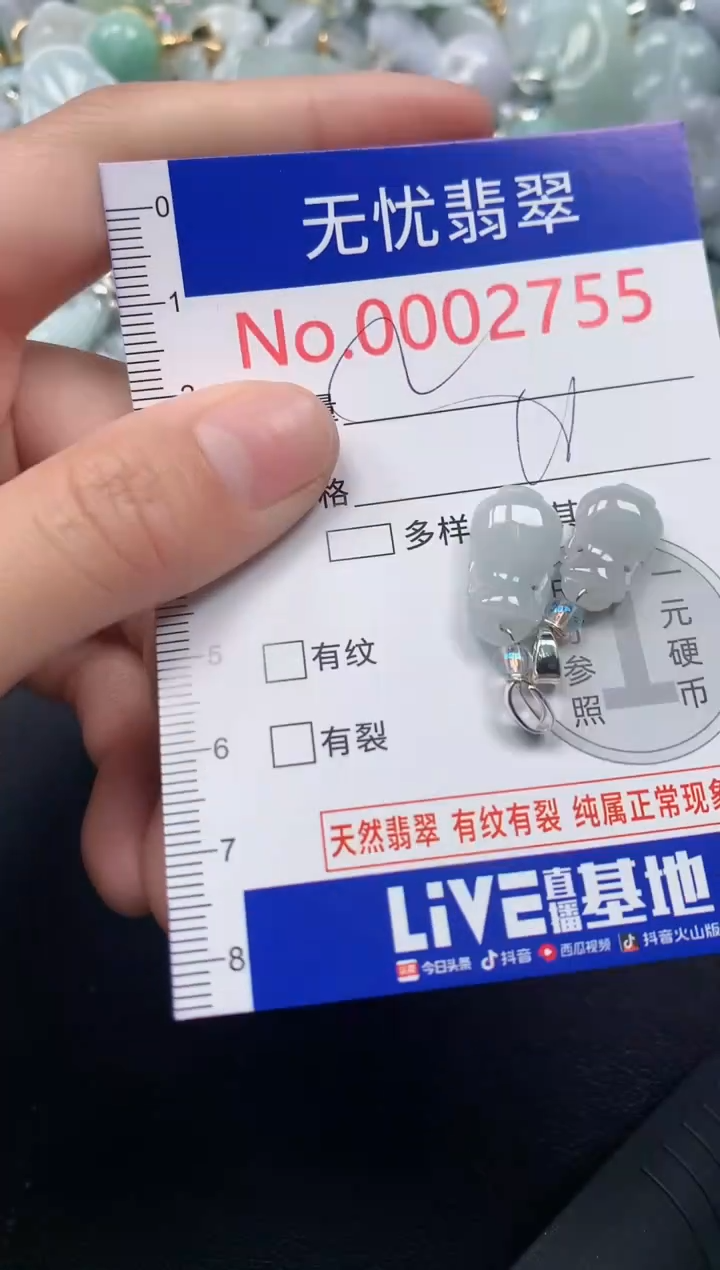 无忧翡翠
No.0002755
0
1
量
格
多样
基
一元硬币
参照
5
有纹
6
有裂
天然翡翠 有纹有裂 纯属正常现象
7
LIVE直播基地
8
今日头条 抖音 西瓜视频 抖音火山版